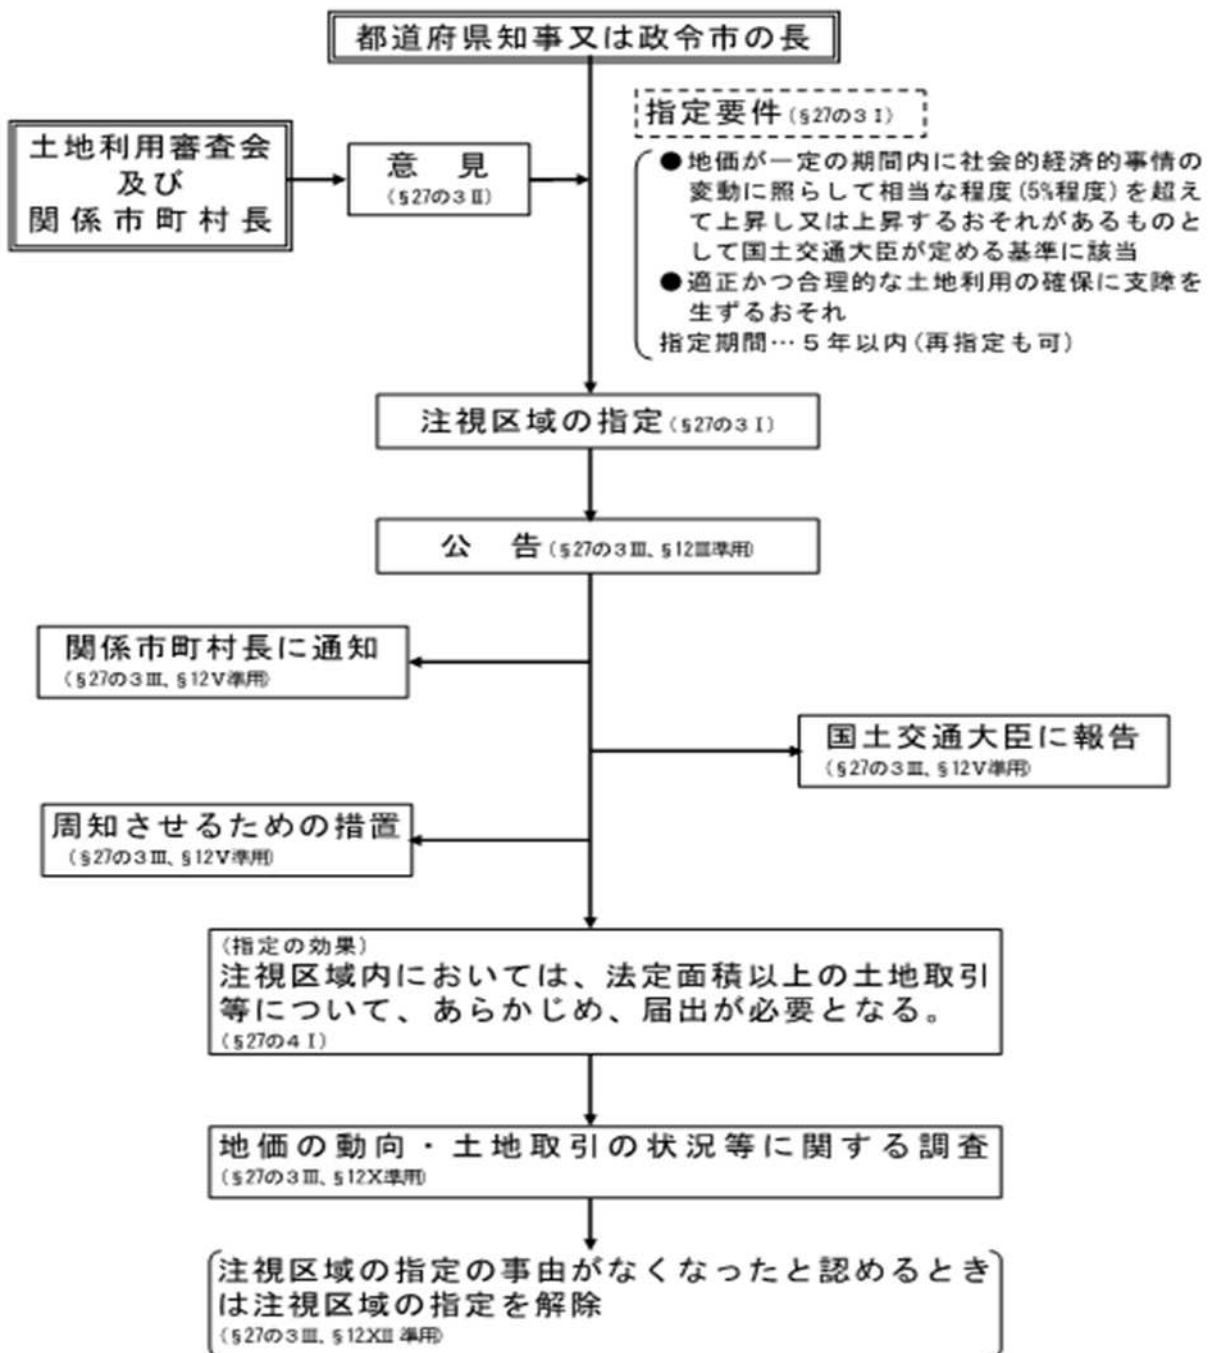 都道府県知事又は政令市の長
土地利用審査会
及び
関係市町村長
意　見
(§27の3Ⅱ)
指定要件(§27の3Ⅰ)
●地価が一定の期間内に社会的経済的事情の
変動に照らして相当な程度(5%程度)を超え
て上昇し又は上昇するおそれがあるものと
して国土交通大臣が定める基準に該当
●適正かつ合理的な土地利用の確保に支障を
生ずるおそれ
指定期間…5年以内(再指定も可)
注視区域の指定(§27の3Ⅰ)
公　告(§27の3Ⅲ、§12Ⅲ準用)
関係市町村長に通知
(§27の3Ⅲ、§12Ⅴ準用)
国土交通大臣に報告
(§27の3Ⅲ、§12Ⅴ準用)
周知させるための措置
(§27の3Ⅲ、§12Ⅴ準用)
(指定の効果)
注視区域内においては、法定面積以上の土地取引
等について、あらかじめ、届出が必要となる。
(§27の4Ⅰ)
地価の動向・土地取引の状況等に関する調査
(§27の3Ⅲ、§12Ⅹ準用)
注視区域の指定の事由がなくなったと認めるとき
は注視区域の指定を解除
(§27の3Ⅲ、§12ⅩⅡ準用)